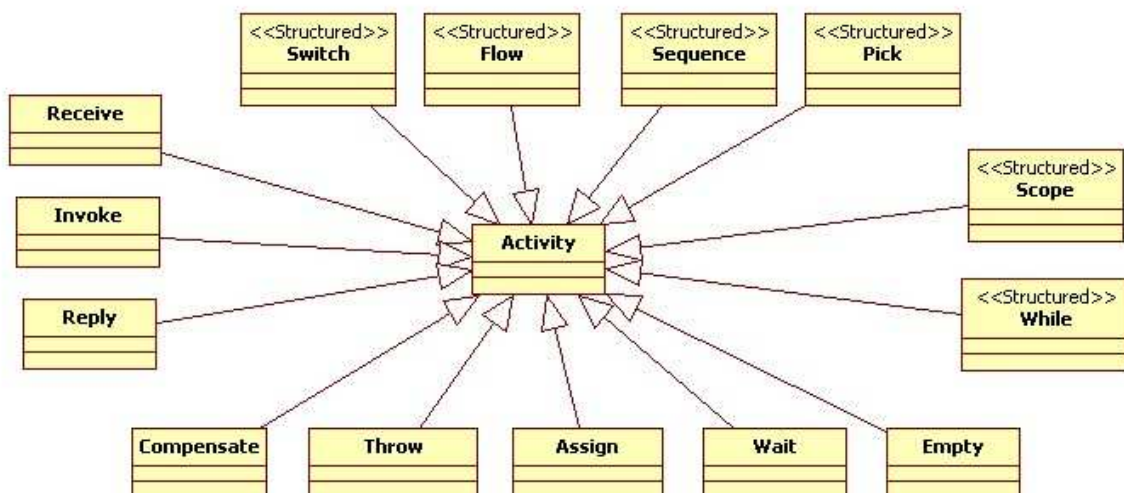 <<Structured>>
Switch
<<Structured>>
Flow
<<Structured>>
Sequence
<<Structured>>
Pick
Receive
<<Structured>>
Scope
Invoke
Activity
<<Structured>>
While
Reply
Compensate
Throw
Assign
Wait
Empty